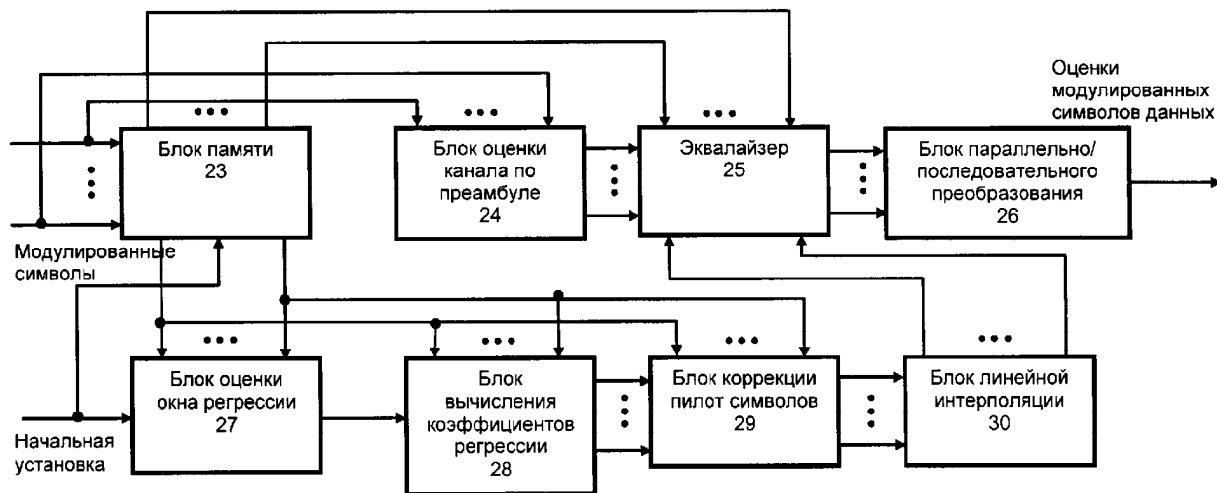 Оценки
модулированных
символов данных
Блок памяти
23
Блок оценки
канала по
преамбуле
24
Эквалайзер
25
Блок параллельно/
последовательного
преобразования
26
Модулированные
символы
Блок оценки
окна регрессии
27
Блок
вычисления
коэффициентов
регрессии
28
Блок коррекции
пилот символов
29
Блок линейной
интерполяции
30
Начальная
установка